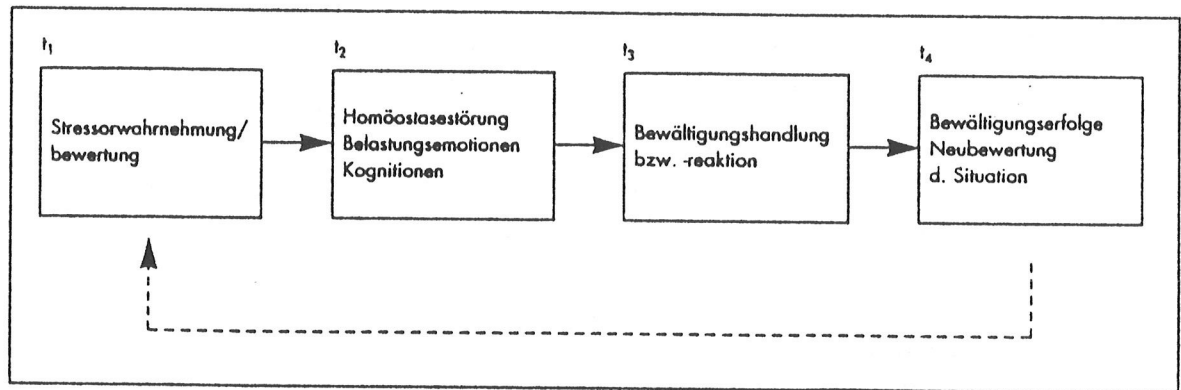 t₁
Stressorwahrnehmung/
bewertung
t₂
Homöostasestörung
Belastungsemotionen
Kognitionen
t₃
Bewältigungshandlung
bzw. -reaktion
t₄
Bewältigungserfolge
Neubewertung
d. Situation